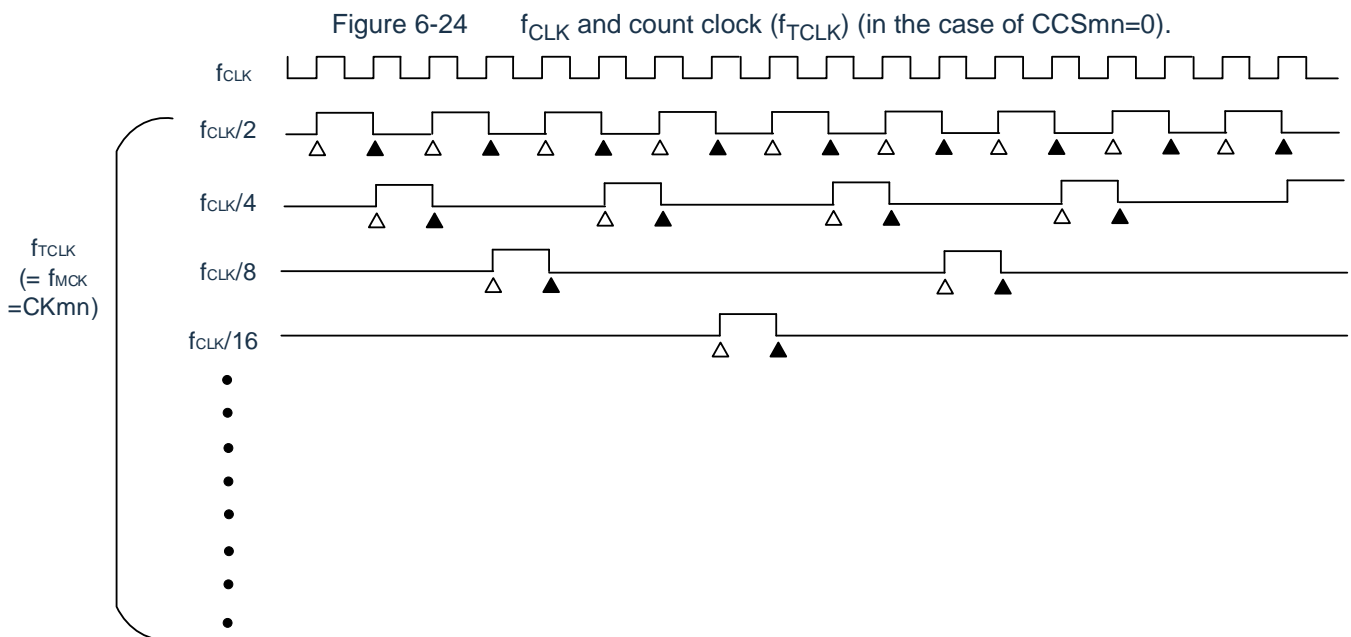 Figure 6-24 fCLK and count clock (fTCLK) (in the case of CCSmn=0).
fCLK
fCLK/2
fCLK/4
fCLK/8
fTCLK
(= fMCK
=CKmn)
fCLK/16